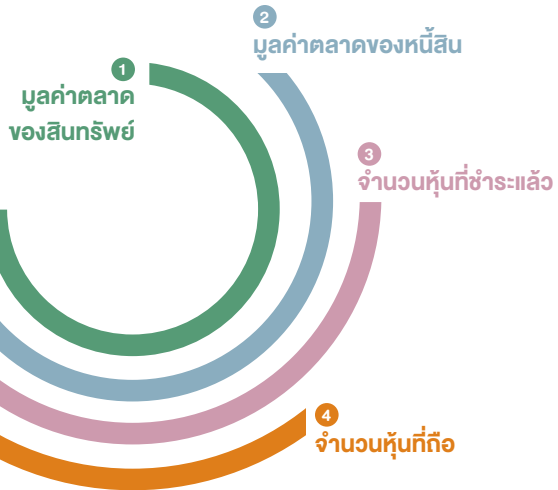 1
มูลค่าตลาด
ของสินทรัพย์
2
มูลค่าตลาดของหนี้สิน
3
จำนวนหุ้นที่ชำระแล้ว
4
จำนวนหุ้นที่ถือ